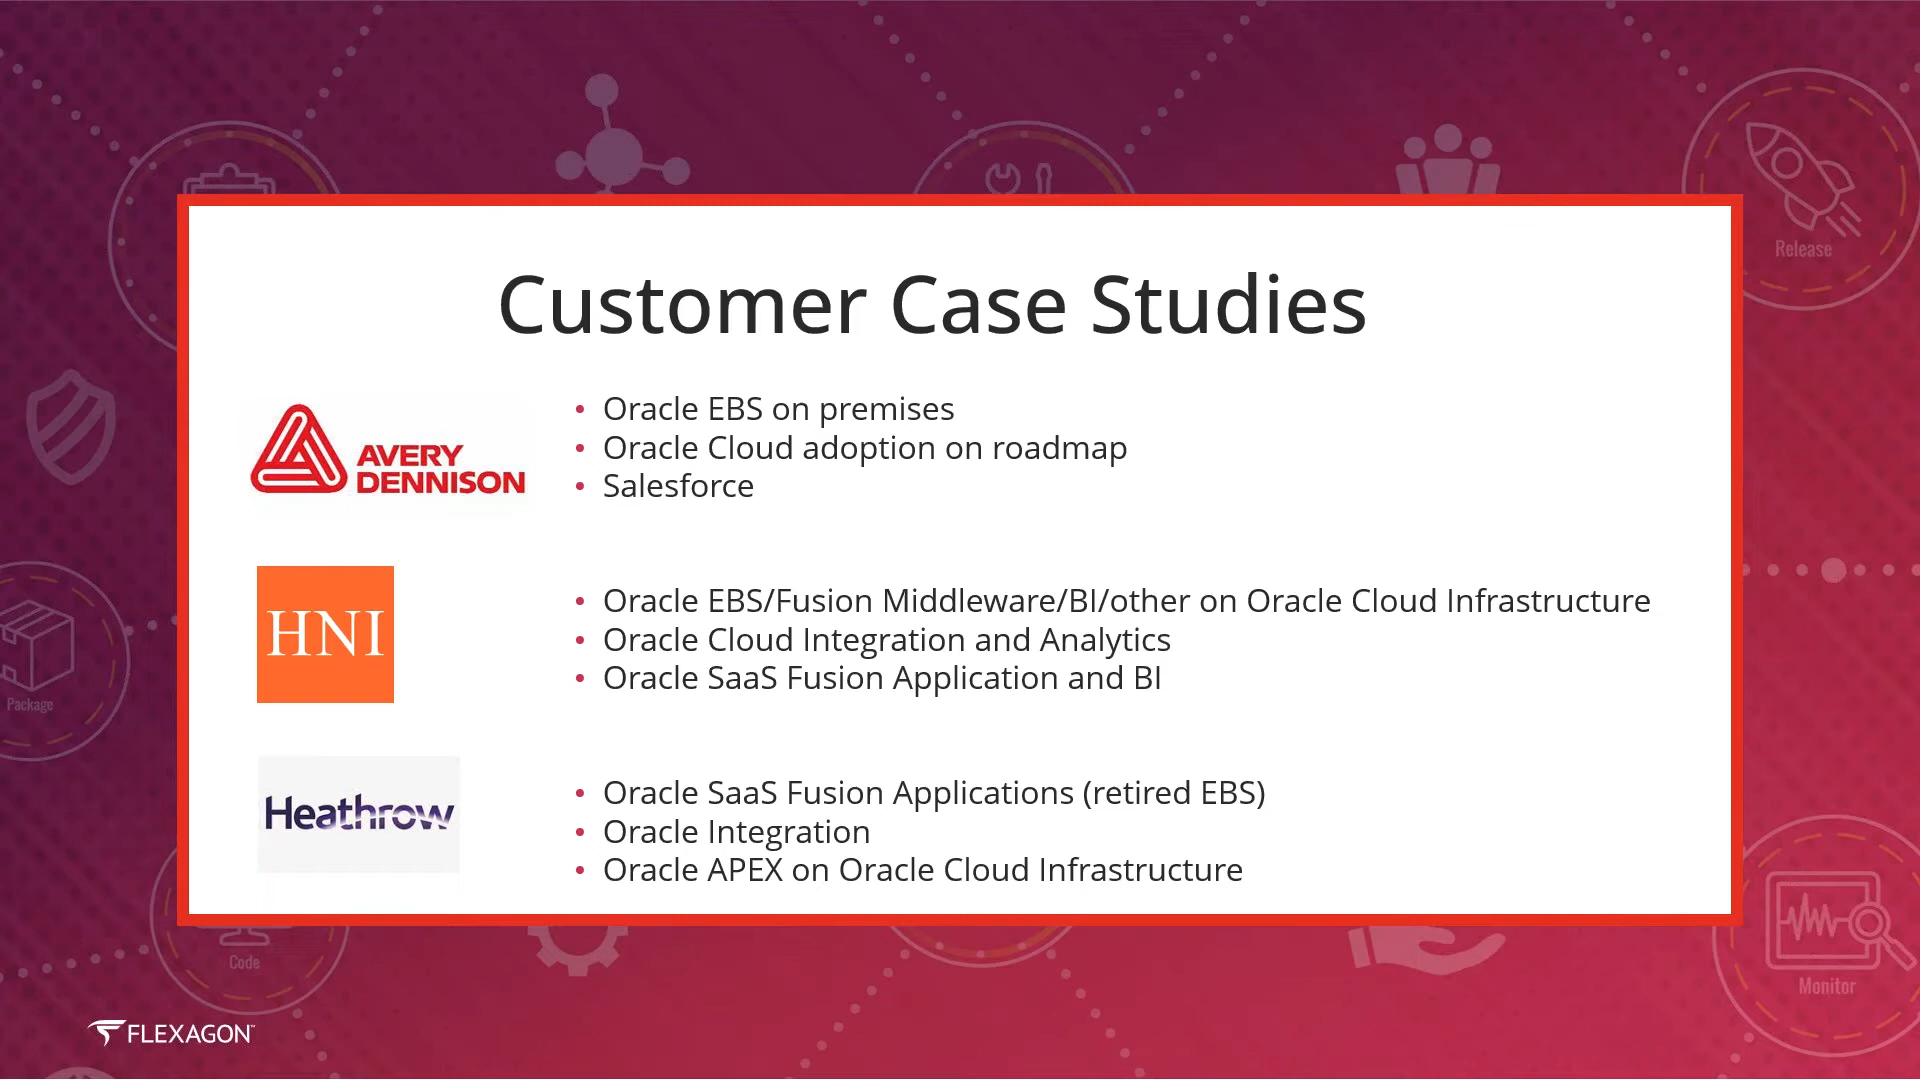 Release
Customer Case Studies
AVERY
DENNISON
• Oracle EBS on premises
• Oracle Cloud adoption on roadmap
• Salesforce
HNI
• Oracle EBS/Fusion Middleware/BI/other on Oracle Cloud Infrastructure
• Oracle Cloud Integration and Analytics
• Oracle SaaS Fusion Application and BI
Package
Heathrow
• Oracle SaaS Fusion Applications (retired EBS)
• Oracle Integration
• Oracle APEX on Oracle Cloud Infrastructure
Code
Monitor
FLEXAGON™